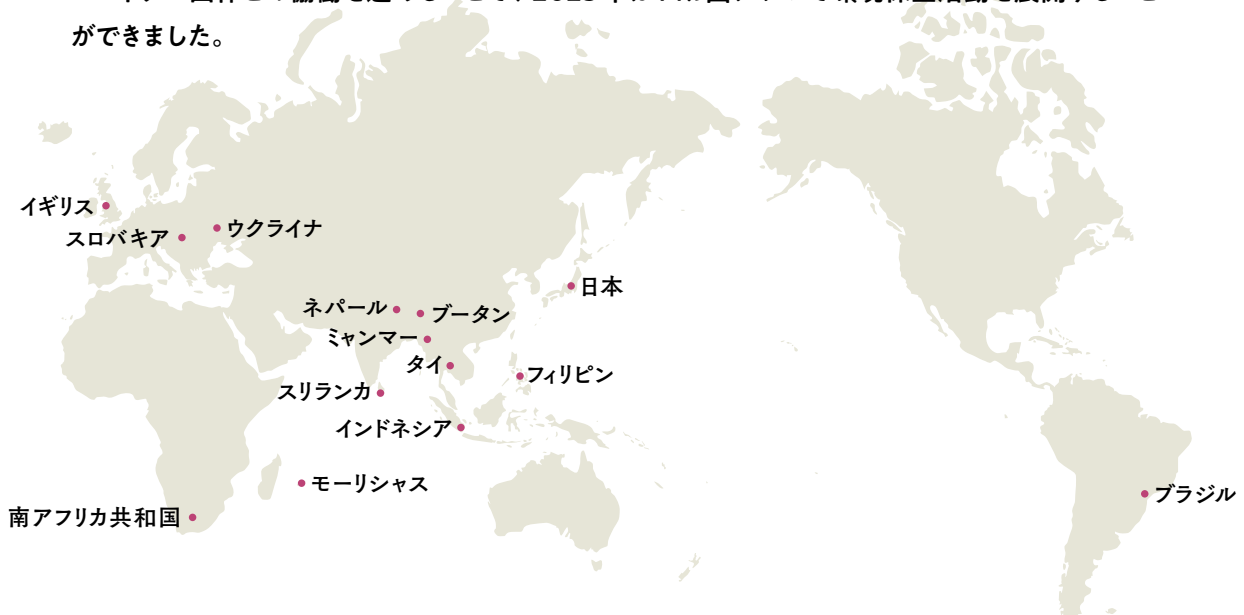 ができました。
イギリス
ウクライナ
スロバキア
日本
ネパール
ブータン
ミャンマー
タイ
フィリピン
スリランカ
インドネシア
モーリシャス
ブラジル
南アフリカ共和国